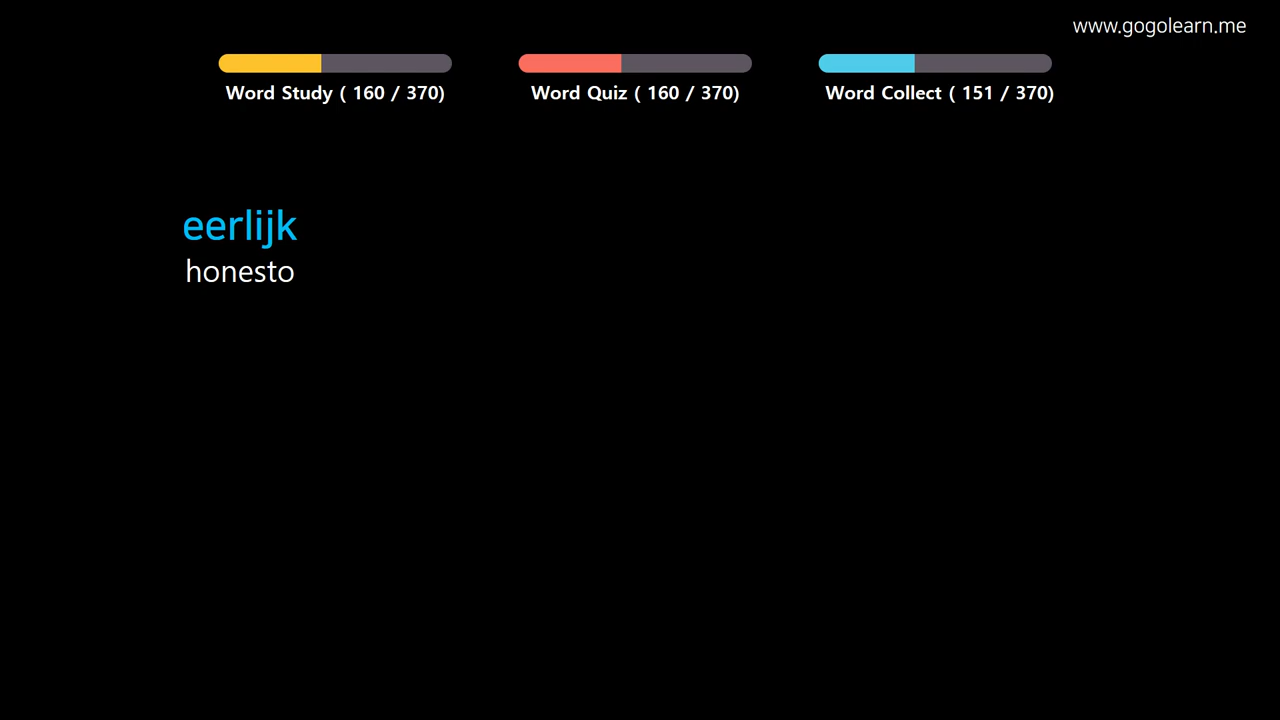 www.gogolearn.me
Word Study ( 160 / 370)
Word Quiz ( 160 / 370)
Word Collect ( 151 / 370)
eerlijk
honesto